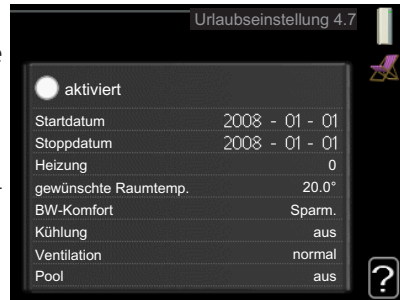 Urlaubseinstellung 4.7
aktiviert
Startdatum 2008 - 01 - 01
Stoppdatum 2008 - 01 - 01
Heizung 0
gewünschte Raumtemp. 20.0°
BW-Komfort Sparm.
Kühlung aus
Ventilation normal
Pool aus
?